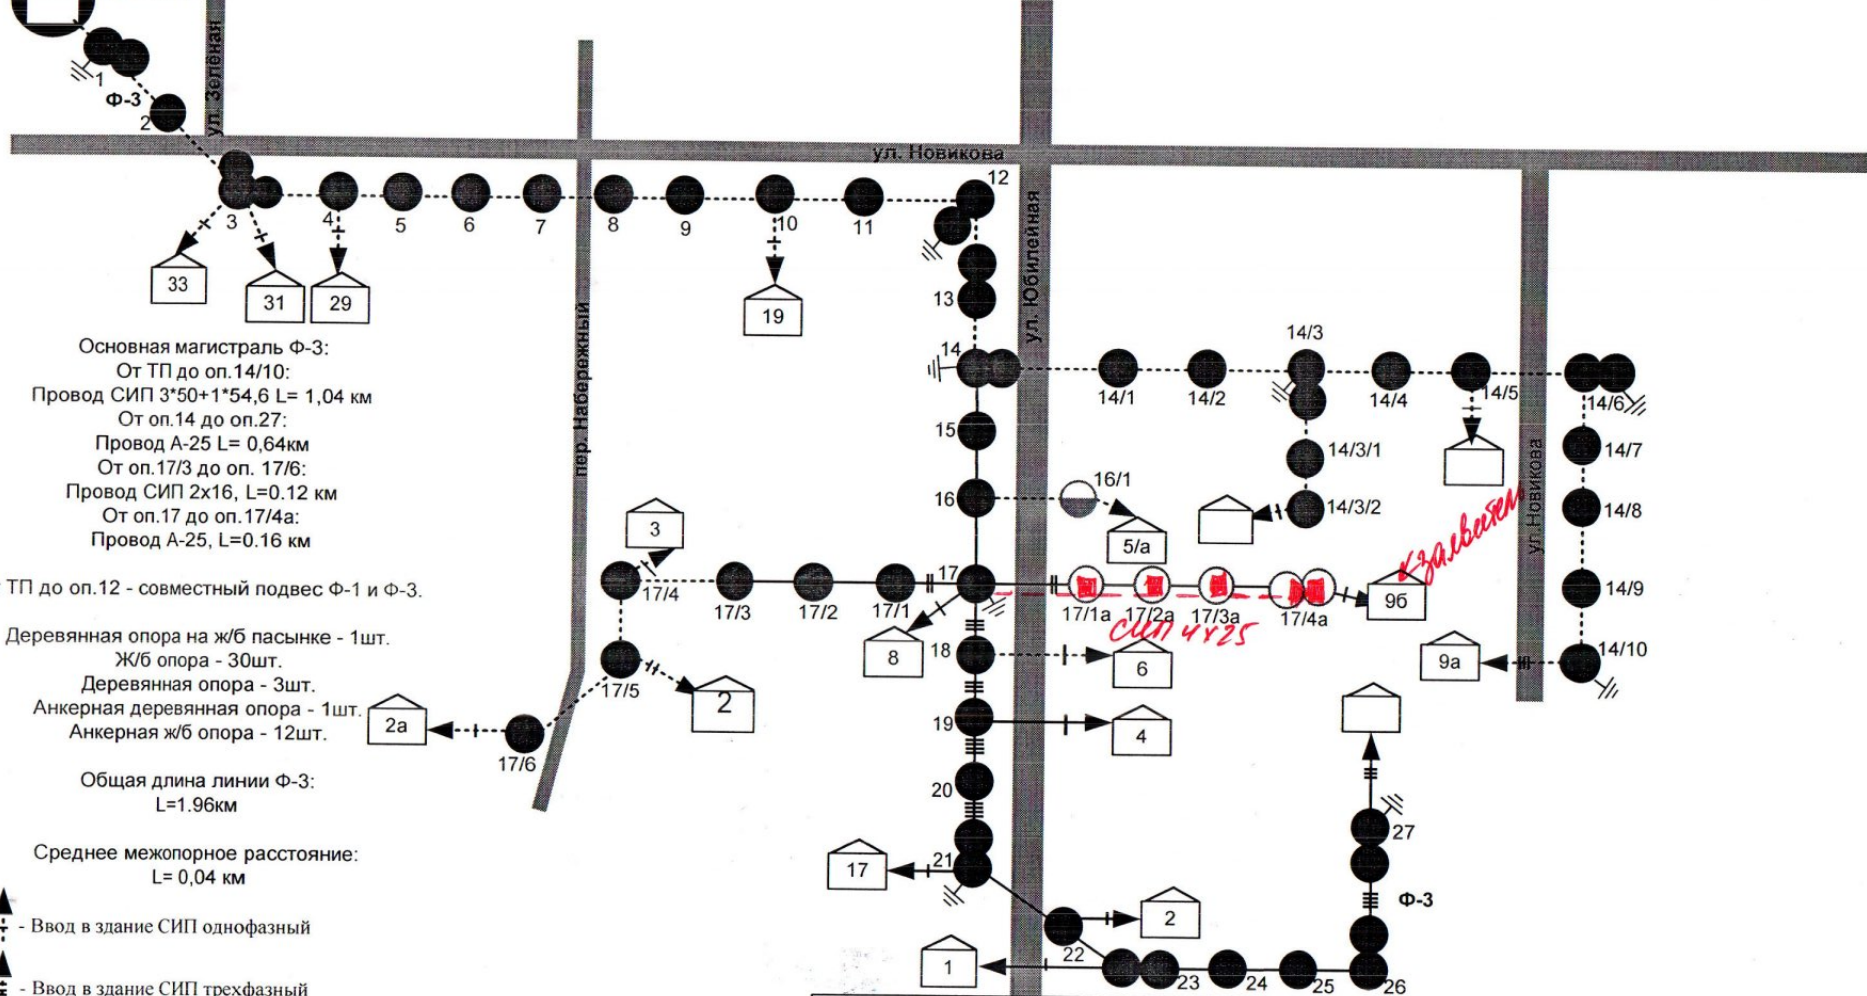 ул. Зелёная
1
Ф-3
2
ул. Новикова
12
3
4
5
6
7
8
9
10
11
33
31
29
19
13
ул. Юбилейная
пер. Набережный
14
14/1
14/2
14/3
14/4
14/5
14/6
Основная магистраль Ф-3:
От ТП до оп.14/10:
Провод СИП 3*50+1*54,6 L= 1,04 км
От оп.14 до оп.27:
Провод А-25 L= 0,64км
От оп.17/3 до оп. 17/6:
Провод СИП 2х16, L=0.12 км
От оп.17 до оп.17/4а:
Провод А-25, L=0.16 км
ТП до оп.12 - совместный подвес Ф-1 и Ф-3.
Деревянная опора на ж/б пасынке - 1шт.
Ж/б опора - 30шт.
Деревянная опора - 3шт.
Анкерная деревянная опора - 1шт.
Анкерная ж/б опора - 12шт.
Общая длина линии Ф-3:
L=1.96км
Среднее межопорное расстояние:
L= 0,04 км
- Ввод в здание СИП однофазный
- Ввод в здание СИП трехфазный
15
14/3/1
14/7
16
16/1
14/3/2
14/8
5/а
ул.Новикова
заявитель
3
17/4
17/3
17/2
17/1
17
17/1а
17/2а
17/3а
17/4а
9б
14/9
СИП 4х25
8
18
6
9а
14/10
17/5
2
2а
17/6
19
4
20
21
17
27
Ф-3
2
22
1
23
24
25
26